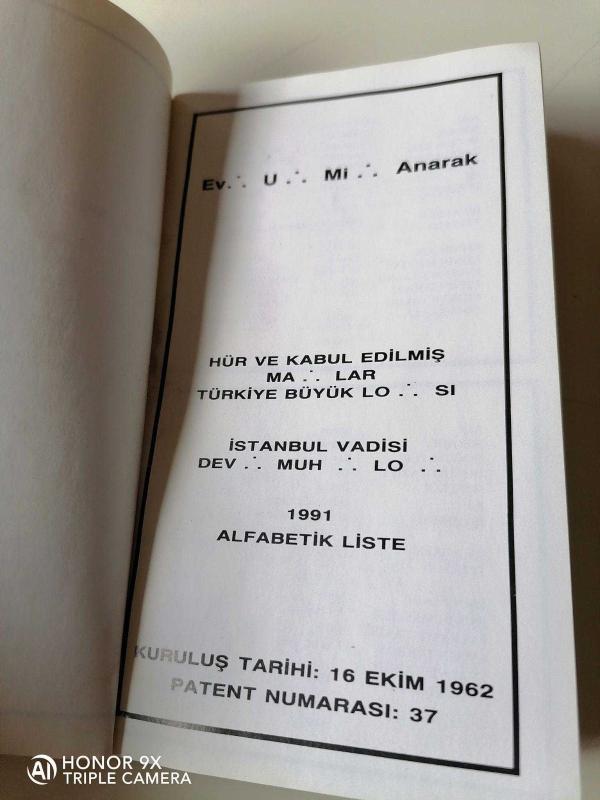 Ev.∴ U ∴ Mi ∴ Anarak
HÜR VE KABUL EDİLMİŞ
MA ∴ LAR
TÜRKİYE BÜYÜK LO ∴ SI
İSTANBUL VADİSİ
DEV ∴ MUH ∴ LO ∴
1991
ALFABETİK LİSTE
KURULUŞ TARİHİ: 16 EKİM 1962
PATENT NUMARASI: 37
AI HONOR 9X
TRIPLE CAMERA